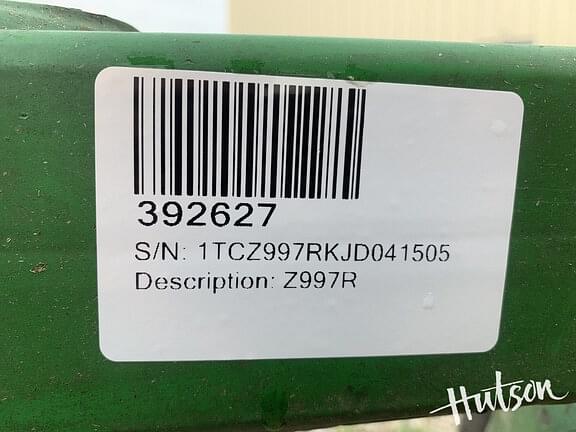 392627
S/N: 1TCZ997RKJD041505
Description: Z997R
Hutson